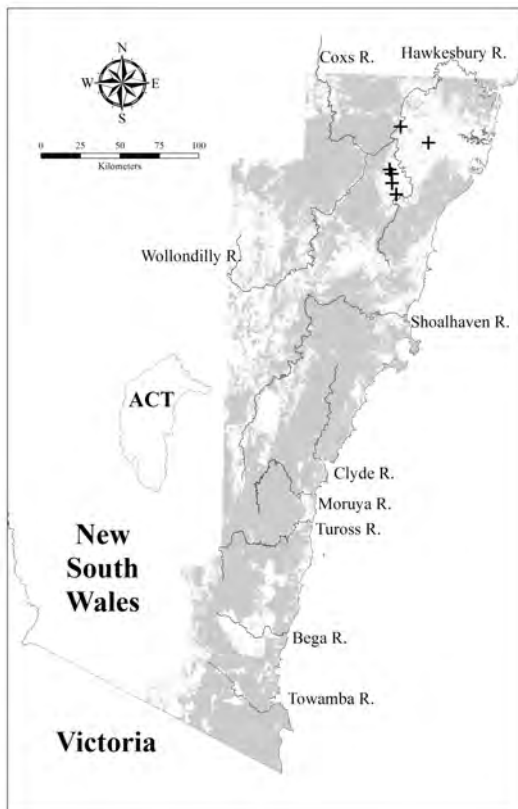 Coxs R.
Hawkesbury R.
N
W
E
S
0 25 50 75 100
Kilometers
Wollondilly R.
Shoalhaven R.
ACT
Clyde R.
Moruya R.
Tuross R.
New
South
Wales
Bega R.
Towamba R.
Victoria